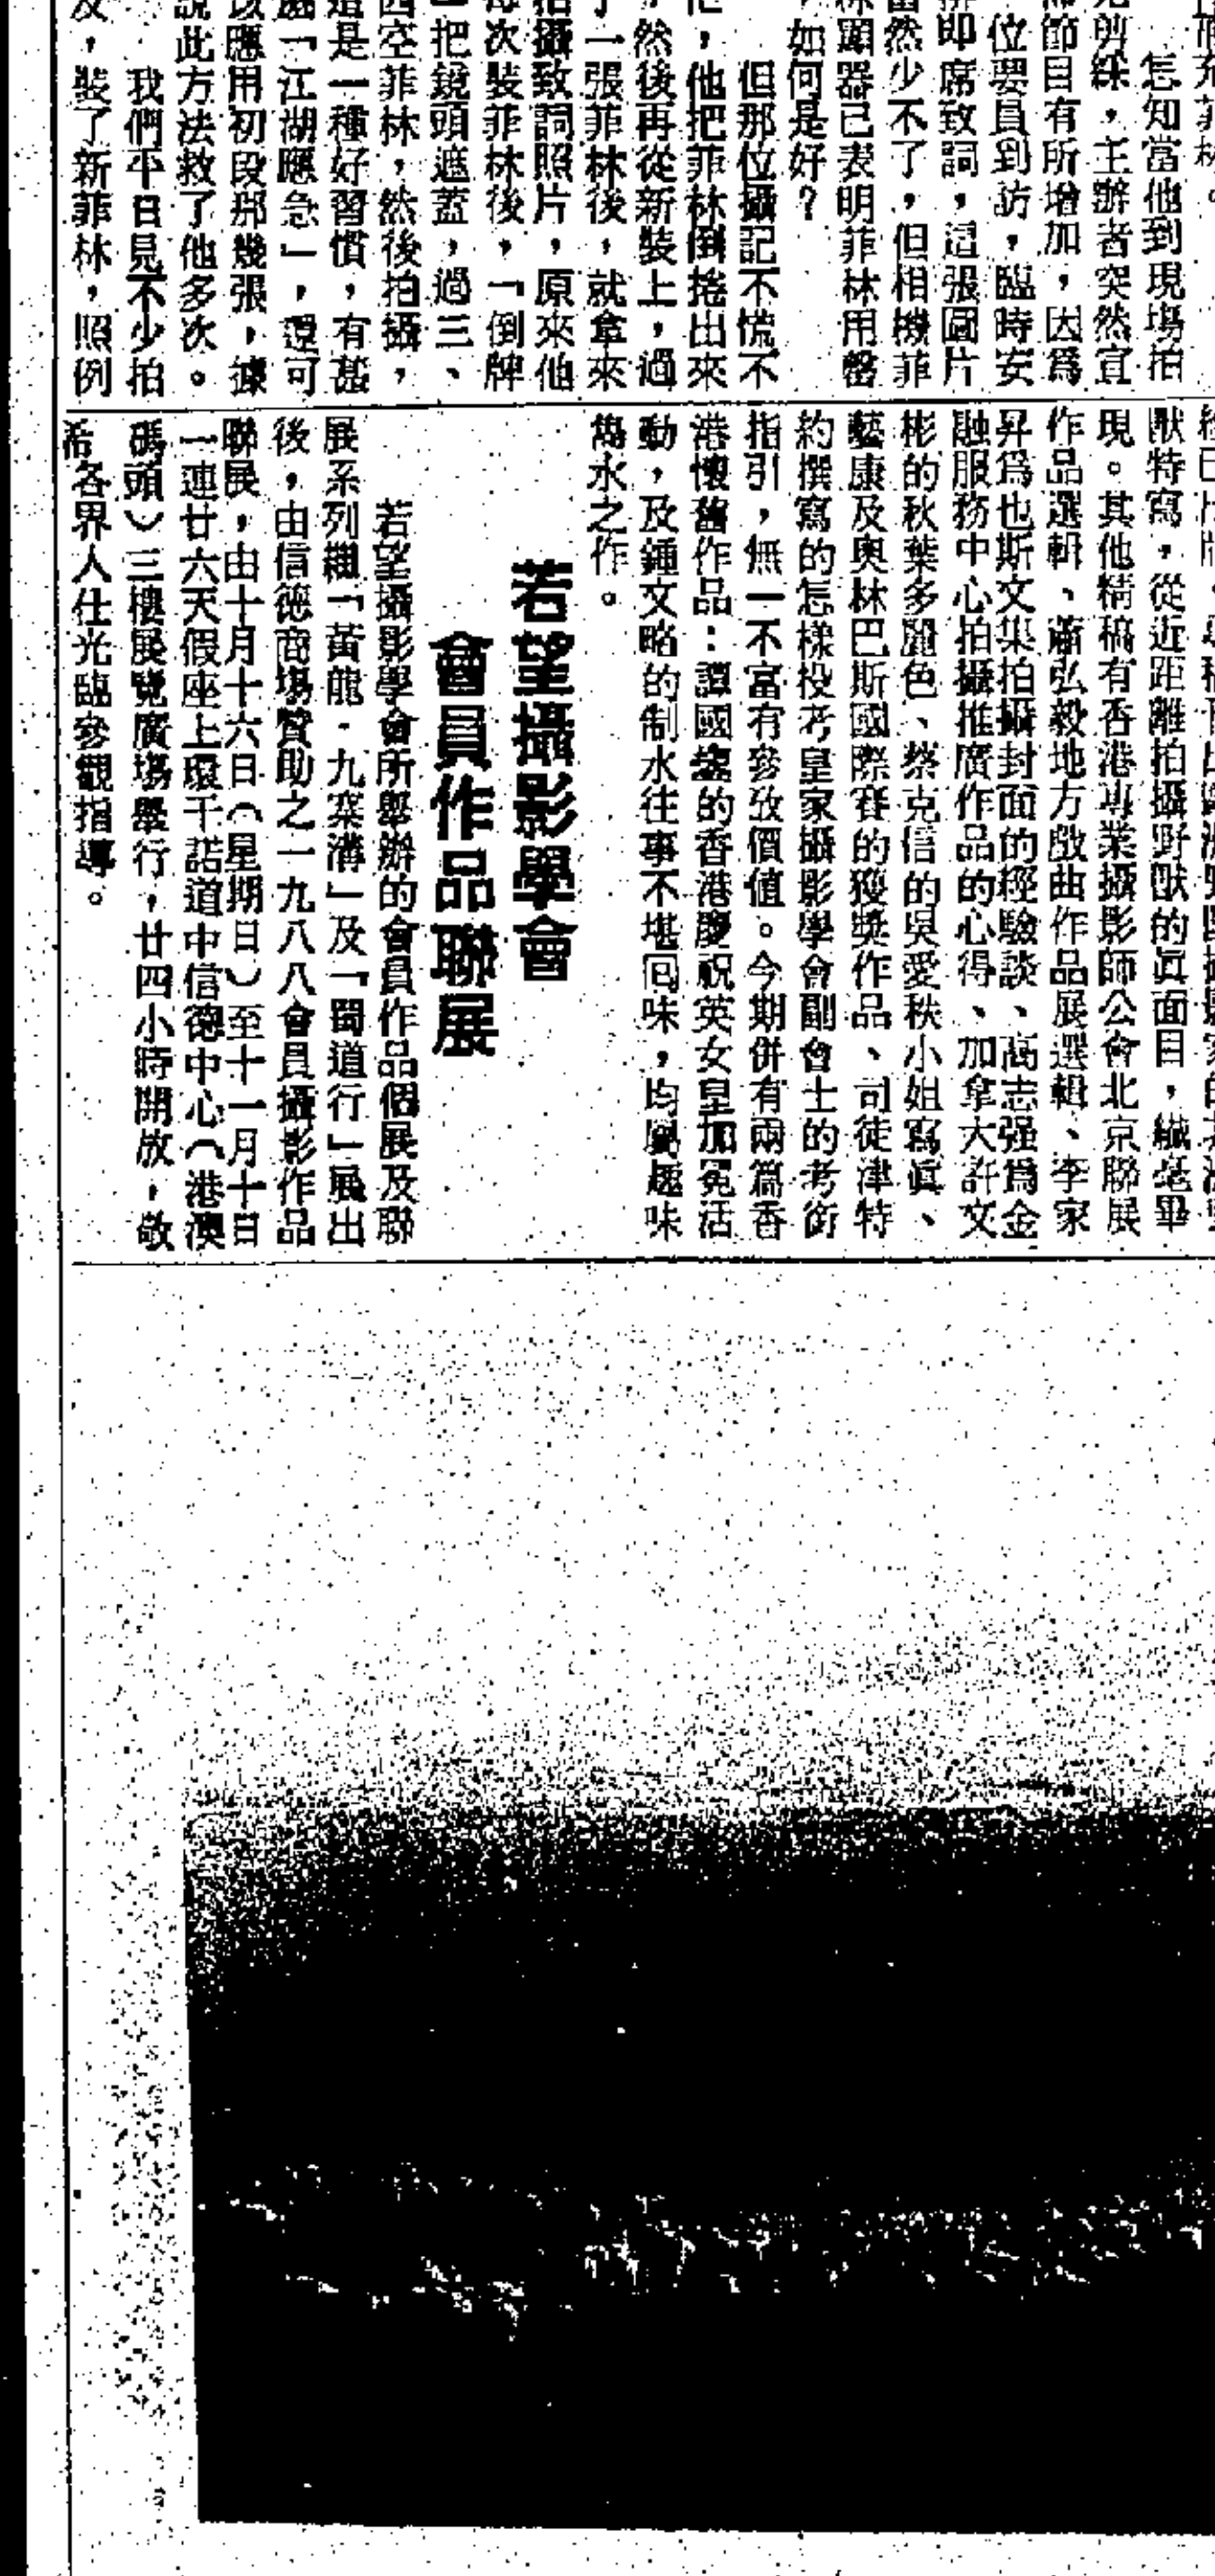 怎知當他到現場拍
剪綵，主辦者突然宣
節目有所增加，因爲
位要員到訪，臨時安
即席致詞，這張圖片
然少不了，但相機菲
器已表明菲林用罄
，如何是好？
但那位攝記不慌不
，他把菲林倒捲出來
，然後再從新裝上，過
一張菲林後，就拿來
拍攝致詞照片，原來他
每次裝菲林後，「倒牌
一把鏡頭遮蓋，過三、
四空菲林，然後拍攝，
這是一種好習慣，有甚
處「江湖應急」，還可
以應用初段那幾張，據
說此方法救了他多次。
我們平日見不少拍
及，裝了新菲林，照例
獸特寫，從近距離拍攝野獸的眞面目，纖毫畢
現。其他精稿有香港專業攝影師公會北京聯展
作品選輯、蕭弘毅地方戲曲作品展選輯、李家
昇爲也斯文集拍攝封面的經驗談、高志强爲金
融服務中心拍攝推廣作品的心得、加拿大許文
彬的秋葉多麗色、蔡克信的吳愛秩小姐寫眞、
藝康及奧林巴斯國際賽的獲獎作品、司徒津特
約撰寫的怎樣投考皇家攝影學會副會士的考銜
指引，無一不富有參攷價值。今期併有兩篇香
港懷舊作品：譚國的香港慶祝英女皇加冕活
動，及鍾文略的制水往事不堪囘味，均屬趣味
雋永之作。
若望攝影學會
會員作品聯展
若望攝影學會所舉辦的會員作品個展及聯
展系列繼「黃龍．九寨溝」及「蜀道行」展出
後，由信德商場贊助之一九八八會員攝影作品
聯展，由十月十六日（星期日）至十一月十日
一連廿六天假座上環干諾道中信德中心（港澳
碼頭）三樓展覽廣場舉行，廿四小時開放，敬
希各界人仕光臨參觀指導。